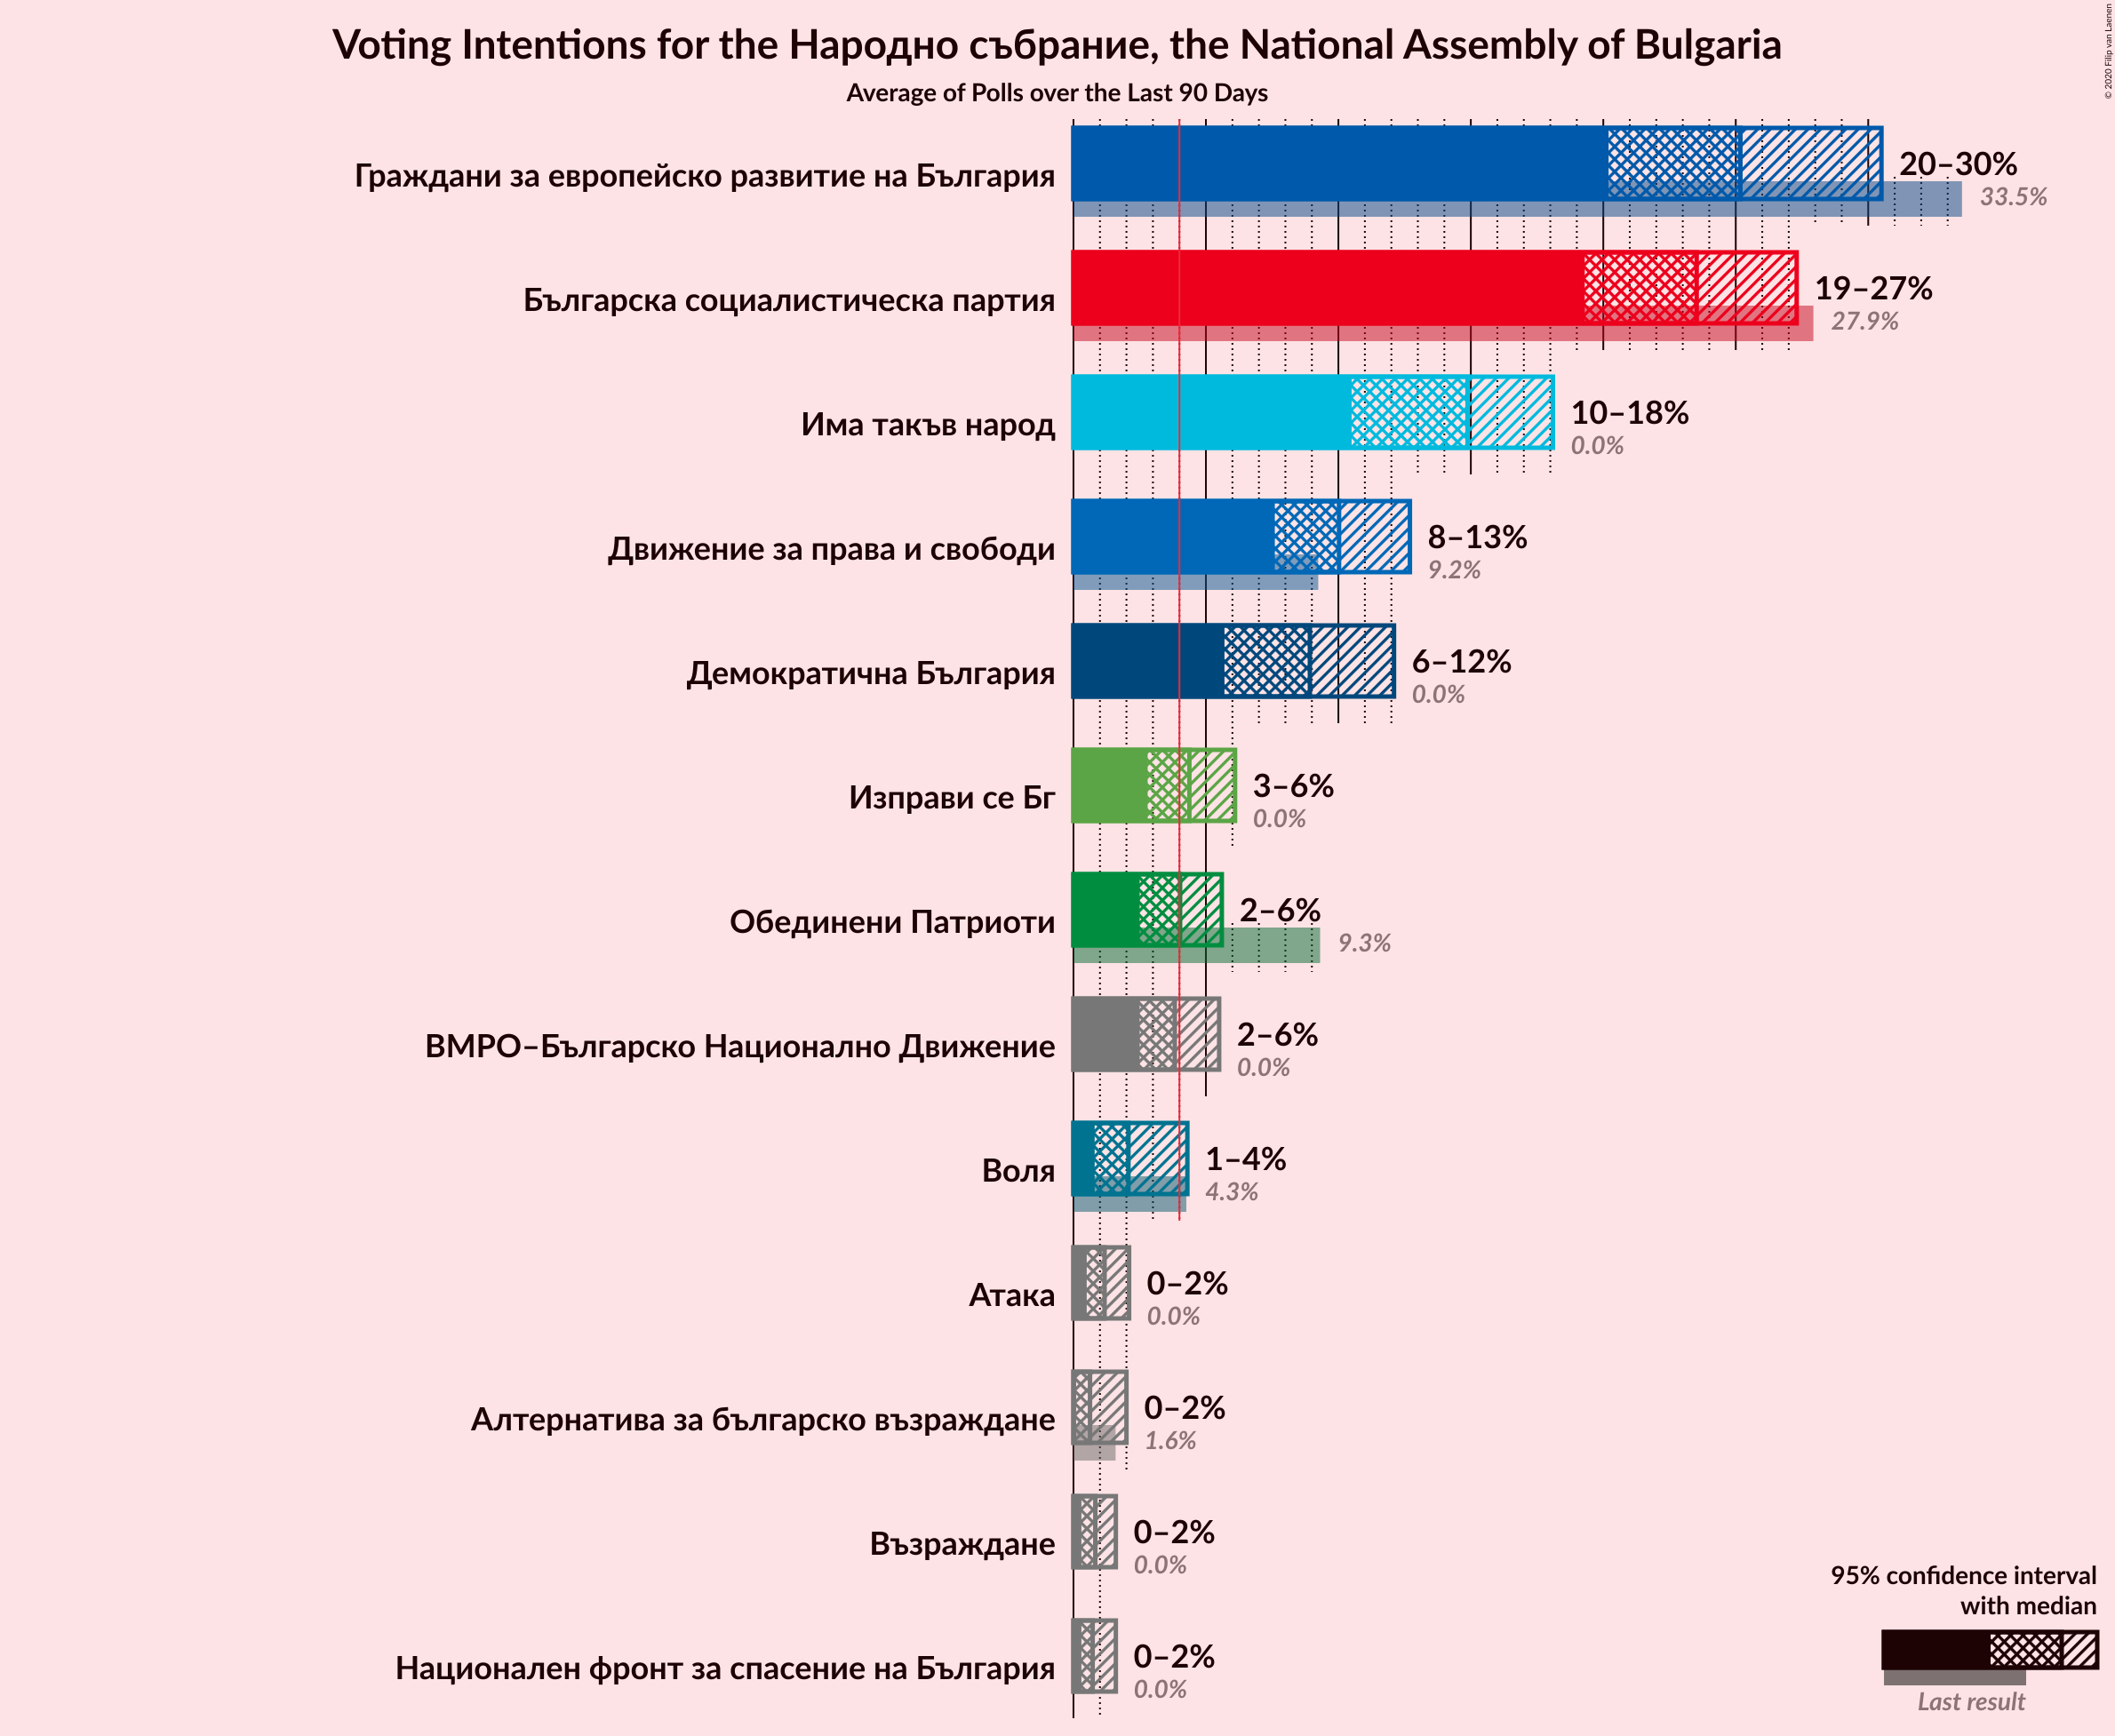 Voting Intentions for the Народно събрание, the National Assembly of Bulgaria
Average of Polls over the Last 90 Days
© 2020 Filip van Laenen
Граждани за европейско развитие на България
20–30%
33.5%
Българска социалистическа партия
19–27%
27.9%
Има такъв народ
10–18%
0.0%
Движение за права и свободи
8–13%
9.2%
Демократична България
6–12%
0.0%
Изправи се Бг
3–6%
0.0%
Обединени Патриоти
2–6%
9.3%
ВМРО–Българско Национално Движение
2–6%
0.0%
Воля
1–4%
4.3%
Атака
0–2%
0.0%
Алтернатива за българско възраждане
0–2%
1.6%
Възраждане
0–2%
0.0%
Национален фронт за спасение на България
0–2%
0.0%
95% confidence interval
with median
Last result